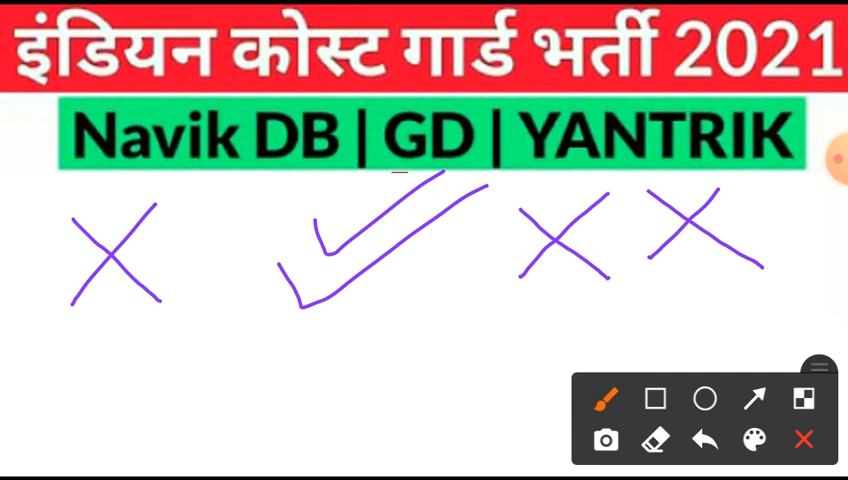 इंडियन कोस्ट गार्ड भर्ती 2021
Navik DB | GD | YANTRIK